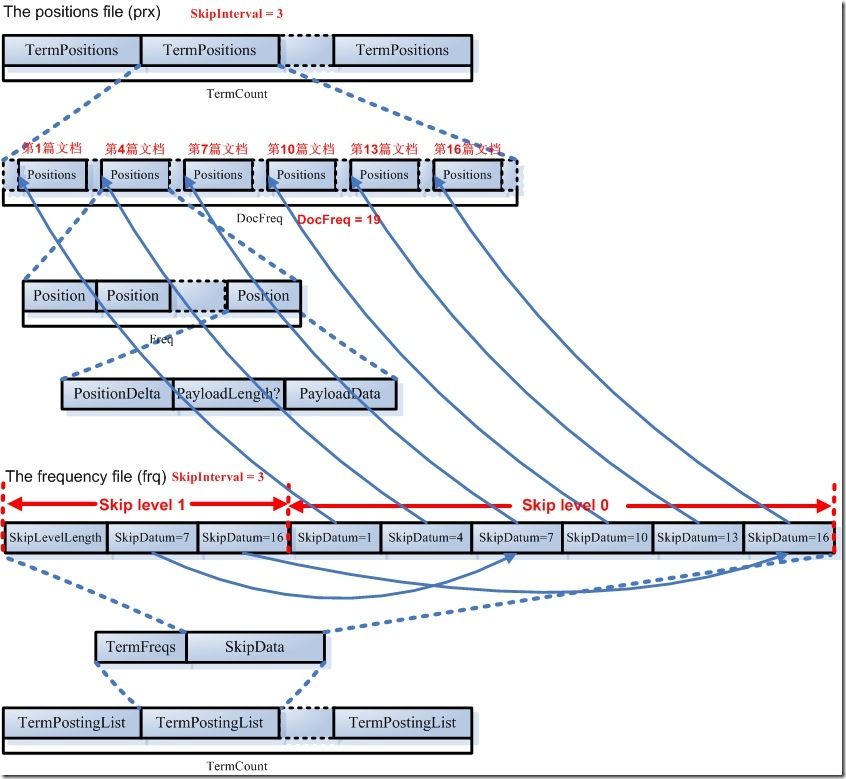 The positions file (prx) SkipInterval = 3
TermPositions TermPositions TermPositions
TermCount
第1篇文档 第4篇文档 第7篇文档 第10篇文档 第13篇文档 第16篇文档
Positions Positions Positions Positions Positions Positions
DocFreq DocFreq = 19
Position Position Position
Freq
PositionDelta PayloadLength? PayloadData
The frequency file (frq) SkipInterval = 3
Skip level 1 Skip level 0
SkipLevelLength SkipDatum=7 SkipDatum=16 SkipDatum=1 SkipDatum=4 SkipDatum=7 SkipDatum=10 SkipDatum=13 SkipDatum=16
TermFreqs SkipData
TermPostingList TermPostingList TermPostingList
TermCount